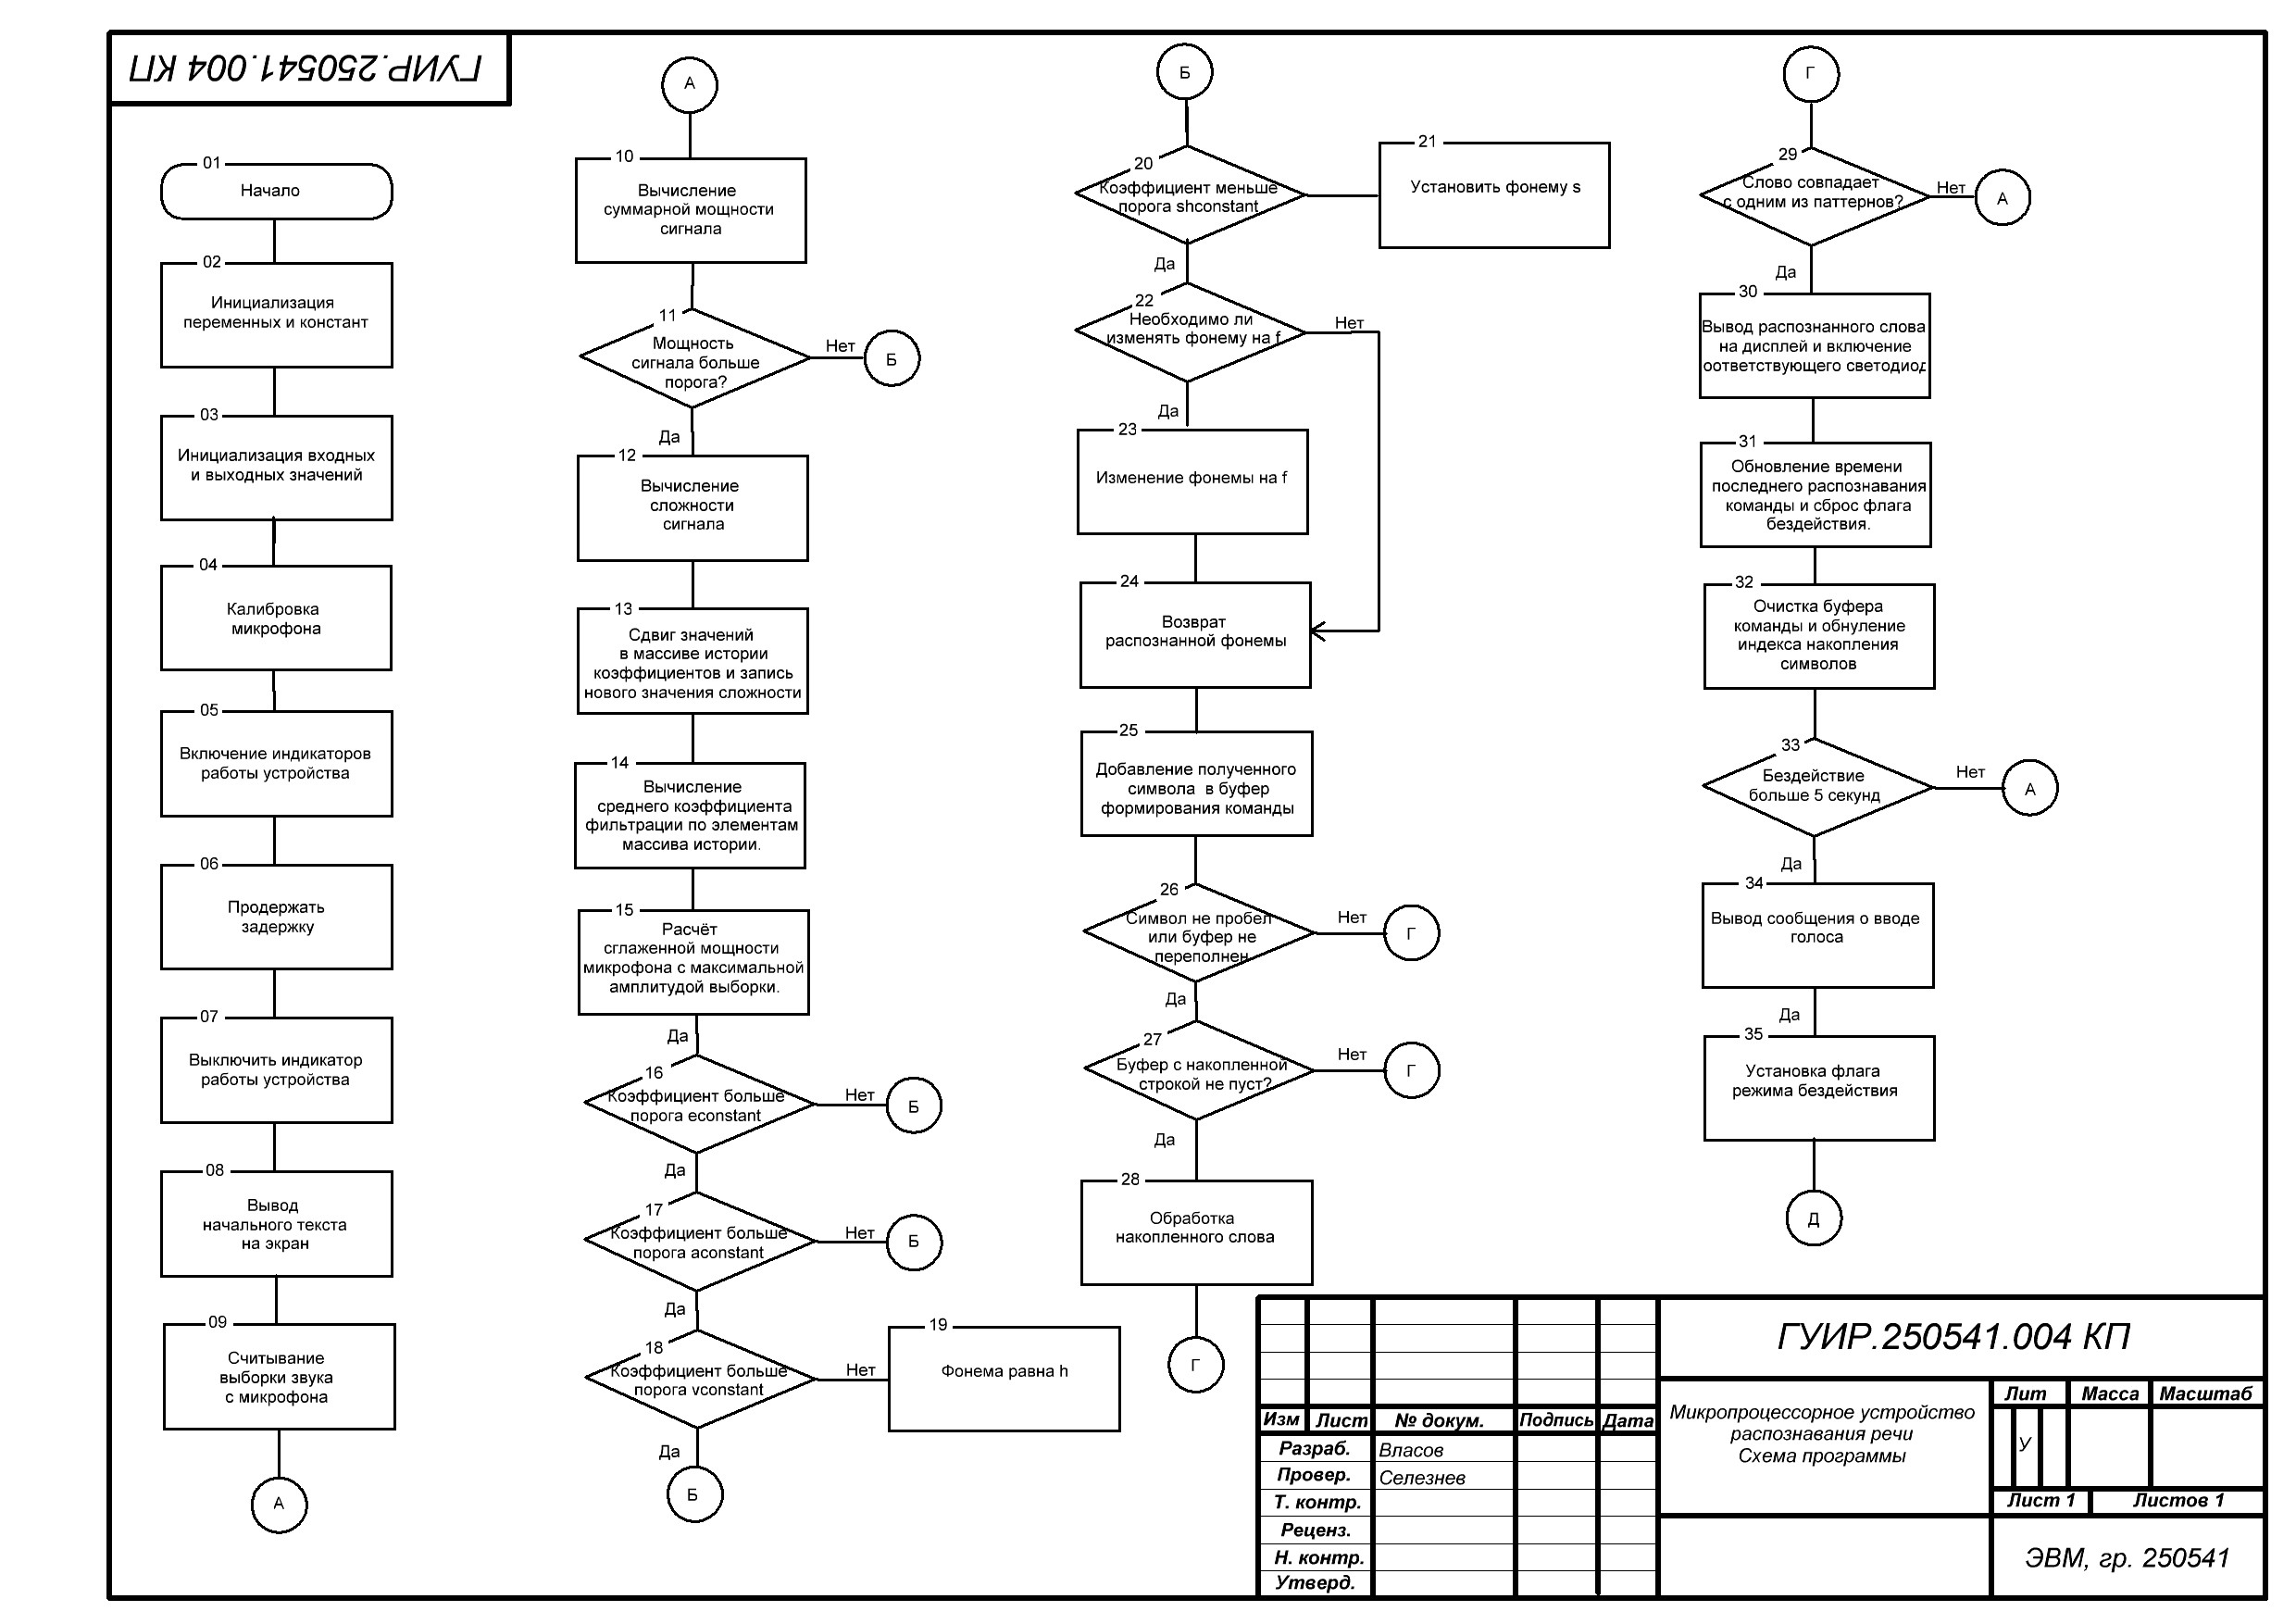 ГУИР.250541.004 КП
01
Начало
02
Инициализация
переменных и констант
03
Инициализация входных
и выходных значений
04
Калибровка
микрофона
05
Включение индикаторов
работы устройства
06
Продержать
задержку
07
Выключить индикатор
работы устройства
08
Вывод
начального текста
на экран
09
Считывание
выборки звука
с микрофона
А
А
10
Вычисление
суммарной мощности
сигнала
11
Мощность
сигнала больше
порога?
Нет
Б
Да
12
Вычисление
сложности
сигнала
13
Сдвиг значений
в массиве истории
коэффициентов и запись
нового значения сложности
14
Вычисление
среднего коэффициента
фильтрации по элементам
массива истории.
15
Расчёт
сглаженной мощности
микрофона с максимальной
амплитудой выборки.
Да
16
Коэффициент больше
порога econstant
Нет
Б
Да
17
Коэффициент больше
порога aconstant
Нет
Б
Да
18
Коэффициент больше
порога vconstant
Нет
19
Фонема равна h
Да
Б
Б
20
Коэффициент меньше
порога shconstant
21
Установить фонему s
Да
22
Необходимо ли
изменять фонему на f
Нет
Да
23
Изменение фонемы на f
24
Возврат
распознанной фонемы
25
Добавление полученного
символа в буфер
формирования команды
26
Символ не пробел
или буфер не
переполнен
Нет
Г
Да
27
Буфер с накопленной
строкой не пуст?
Нет
Г
Да
28
Обработка
накопленного слова
Г
Г
29
Слово совпадает
с одним из паттернов?
Нет
А
Да
30
Вывод распознанного слова
на дисплей и включение
оответствующего светодиод
31
Обновление времени
последнего распознавания
команды и сброс флага
бездействия.
32
Очистка буфера
команды и обнуление
индекса накопления
символов
33
Бездействие
больше 5 секунд
Нет
А
Да
34
Вывод сообщения о вводе
голоса
Да
35
Установка флага
режима бездействия
Д
ГУИР.250541.004 КП
Изм Лист № докум. Подпись Дата
Разраб. Власов
Провер. Селезнев
Т. контр.
Реценз.
Н. контр.
Утверд.
Микропроцессорное устройство
распознавания речи
Схема программы
Лит Масса Масштаб
У
Лист 1 Листов 1
ЭВМ, гр. 250541